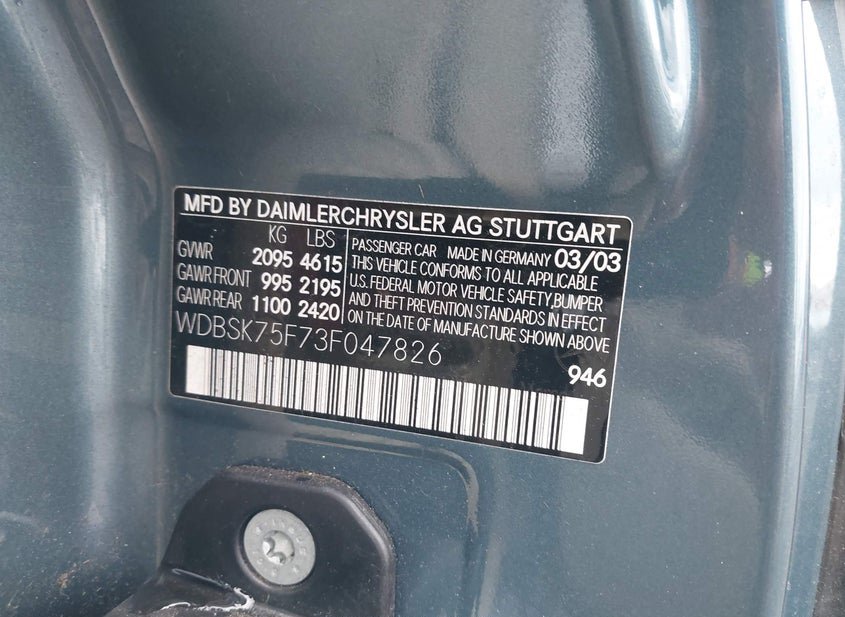 MFD BY DAIMLERCHRYSLER AG STUTTGART
KG LBS
GVWR 2095 4615
GAWR FRONT 995 2195
GAWR REAR 1100 2420
PASSENGER CAR MADE IN GERMANY 03/03
THIS VEHICLE CONFORMS TO ALL APPLICABLE
U.S. FEDERAL MOTOR VEHICLE SAFETY,BUMPER
AND THEFT PREVENTION STANDARDS IN EFFECT
ON THE DATE OF MANUFACTURE SHOWN ABOVE
WDBSK75F73F047826
946